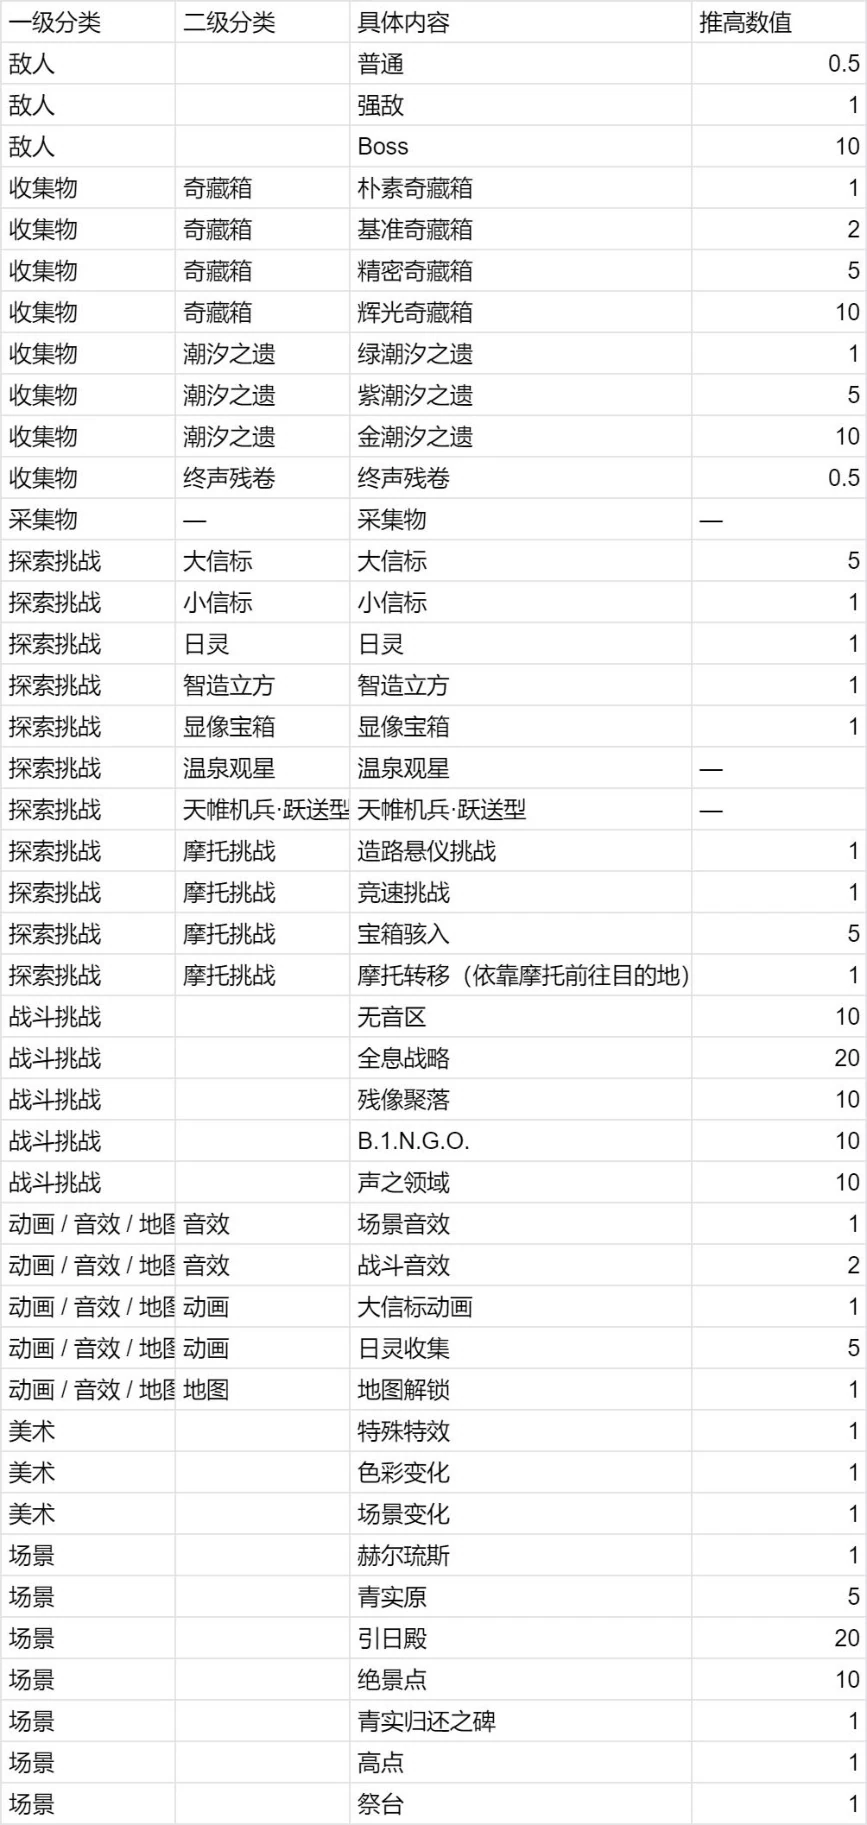 一级分类 二级分类 具体内容 推高数值
敌人 普通 0.5
敌人 强敌 1
敌人 Boss 10
收集物 奇藏箱 朴素奇藏箱 1
收集物 奇藏箱 基准奇藏箱 2
收集物 奇藏箱 精密奇藏箱 5
收集物 奇藏箱 辉光奇藏箱 10
收集物 潮汐之遗 绿潮汐之遗 1
收集物 潮汐之遗 紫潮汐之遗 5
收集物 潮汐之遗 金潮汐之遗 10
收集物 终声残卷 终声残卷 0.5
采集物 — 采集物 —
探索挑战 大信标 大信标 5
探索挑战 小信标 小信标 1
探索挑战 日灵 日灵 1
探索挑战 智造立方 智造立方 1
探索挑战 显像宝箱 显像宝箱 1
探索挑战 温泉观星 温泉观星 —
探索挑战 天帷机兵·跃送型 天帷机兵·跃送型 —
探索挑战 摩托挑战 造路悬仪挑战 1
探索挑战 摩托挑战 竞速挑战 1
探索挑战 摩托挑战 宝箱骇入 5
探索挑战 摩托挑战 摩托转移（依靠摩托前往目的地） 1
战斗挑战 无音区 10
战斗挑战 全息战略 20
战斗挑战 残像聚落 10
战斗挑战 B.1.N.G.O. 10
战斗挑战 声之领域 10
动画 / 音效 / 地图 音效 场景音效 1
动画 / 音效 / 地图 音效 战斗音效 2
动画 / 音效 / 地图 动画 大信标动画 1
动画 / 音效 / 地图 动画 日灵收集 5
动画 / 音效 / 地图 地图 地图解锁 1
美术 特殊特效 1
美术 色彩变化 1
美术 场景变化 1
场景 赫尔琉斯 1
场景 青实原 5
场景 引日殿 20
场景 绝景点 10
场景 青实归还之碑 1
场景 高点 1
场景 祭台 1